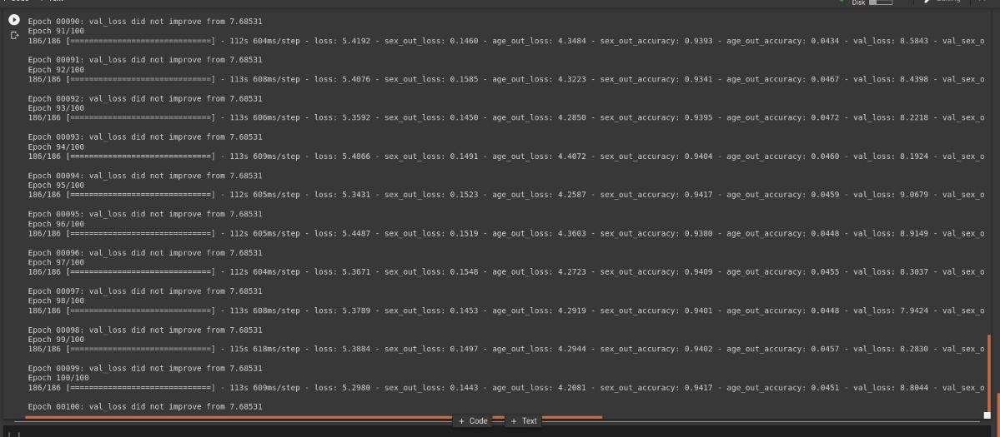 Disk
Epoch 00090: val_loss did not improve from 7.68531
Epoch 91/100
186/186 [==============================] - 112s 604ms/step - loss: 5.4192 - sex_out_loss: 0.1460 - age_out_loss: 4.3484 - sex_out_accuracy: 0.9393 - age_out_accuracy: 0.0434 - val_loss: 8.5843 - val_sex_o
Epoch 00091: val_loss did not improve from 7.68531
Epoch 92/100
186/186 [==============================] - 113s 608ms/step - loss: 5.4076 - sex_out_loss: 0.1585 - age_out_loss: 4.3223 - sex_out_accuracy: 0.9341 - age_out_accuracy: 0.0467 - val_loss: 8.4398 - val_sex_o
Epoch 00092: val_loss did not improve from 7.68531
Epoch 93/100
186/186 [==============================] - 113s 606ms/step - loss: 5.3592 - sex_out_loss: 0.1450 - age_out_loss: 4.2850 - sex_out_accuracy: 0.9395 - age_out_accuracy: 0.0472 - val_loss: 8.2218 - val_sex_o
Epoch 00093: val_loss did not improve from 7.68531
Epoch 94/100
186/186 [==============================] - 113s 609ms/step - loss: 5.4866 - sex_out_loss: 0.1491 - age_out_loss: 4.4072 - sex_out_accuracy: 0.9404 - age_out_accuracy: 0.0460 - val_loss: 8.1924 - val_sex_o
Epoch 00094: val_loss did not improve from 7.68531
Epoch 95/100
186/186 [==============================] - 112s 605ms/step - loss: 5.3431 - sex_out_loss: 0.1523 - age_out_loss: 4.2587 - sex_out_accuracy: 0.9417 - age_out_accuracy: 0.0459 - val_loss: 9.0679 - val_sex_o
Epoch 00095: val_loss did not improve from 7.68531
Epoch 96/100
186/186 [==============================] - 112s 605ms/step - loss: 5.4487 - sex_out_loss: 0.1519 - age_out_loss: 4.3603 - sex_out_accuracy: 0.9380 - age_out_accuracy: 0.0448 - val_loss: 8.9149 - val_sex_o
Epoch 00096: val_loss did not improve from 7.68531
Epoch 97/100
186/186 [==============================] - 112s 604ms/step - loss: 5.3671 - sex_out_loss: 0.1548 - age_out_loss: 4.2723 - sex_out_accuracy: 0.9409 - age_out_accuracy: 0.0455 - val_loss: 8.3037 - val_sex_o
Epoch 00097: val_loss did not improve from 7.68531
Epoch 98/100
186/186 [==============================] - 113s 608ms/step - loss: 5.3789 - sex_out_loss: 0.1453 - age_out_loss: 4.2919 - sex_out_accuracy: 0.9401 - age_out_accuracy: 0.0448 - val_loss: 7.9424 - val_sex_o
Epoch 00098: val_loss did not improve from 7.68531
Epoch 99/100
186/186 [==============================] - 115s 618ms/step - loss: 5.3884 - sex_out_loss: 0.1497 - age_out_loss: 4.2944 - sex_out_accuracy: 0.9402 - age_out_accuracy: 0.0457 - val_loss: 8.2830 - val_sex_o
Epoch 00099: val_loss did not improve from 7.68531
Epoch 100/100
186/186 [==============================] - 113s 609ms/step - loss: 5.2980 - sex_out_loss: 0.1443 - age_out_loss: 4.2081 - sex_out_accuracy: 0.9417 - age_out_accuracy: 0.0451 - val_loss: 8.8044 - val_sex_o
Epoch 00100: val_loss did not improve from 7.68531
+ Code + Text